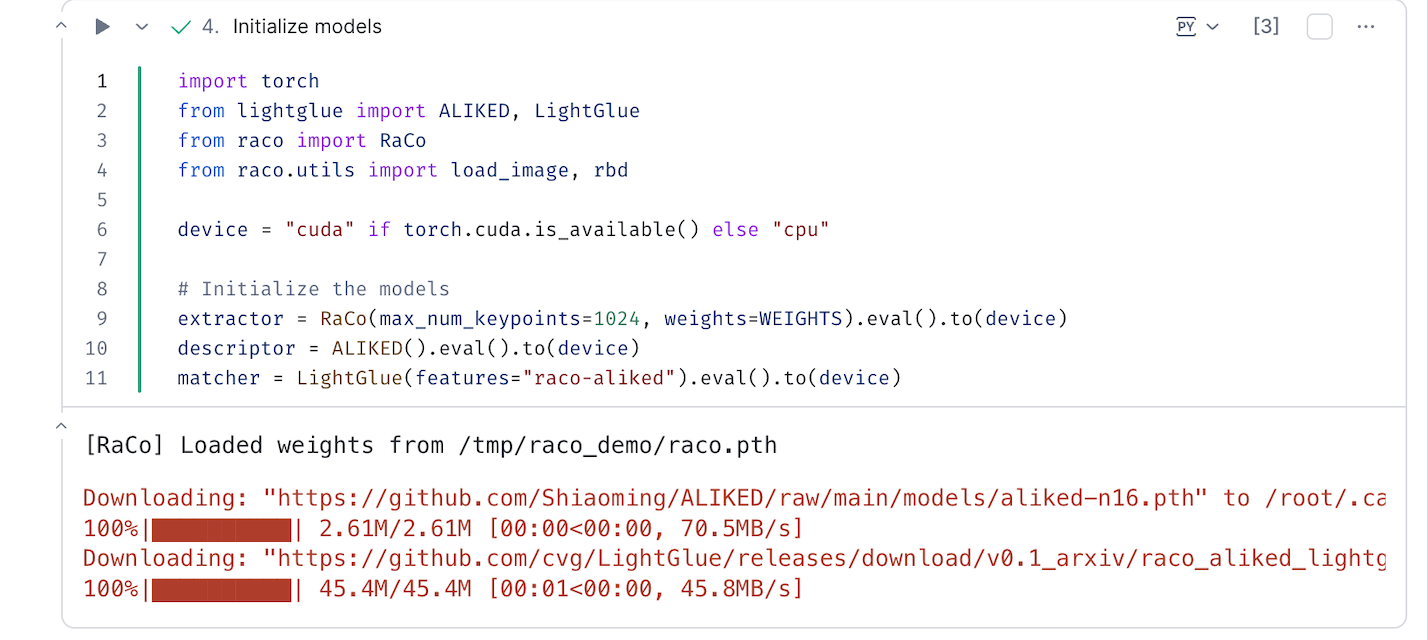 4. Initialize models PY [3] ...
1 import torch
2 from lightglue import ALIKED, LightGlue
3 from raco import RaCo
4 from raco.utils import load_image, rbd
5
6 device = "cuda" if torch.cuda.is_available() else "cpu"
7
8 # Initialize the models
9 extractor = RaCo(max_num_keypoints=1024, weights=WEIGHTS).eval().to(device)
10 descriptor = ALIKED().eval().to(device)
11 matcher = LightGlue(features="raco-aliked").eval().to(device)
[RaCo] Loaded weights from /tmp/raco_demo/raco.pth
Downloading: "https://github.com/Shiaoming/ALIKED/raw/main/models/aliked-n16.pth" to /root/.ca
100%|██████████| 2.61M/2.61M [00:00<00:00, 70.5MB/s]
Downloading: "https://github.com/cvg/LightGlue/releases/download/v0.1_arxiv/raco_aliked_lightg
100%|██████████| 45.4M/45.4M [00:01<00:00, 45.8MB/s]